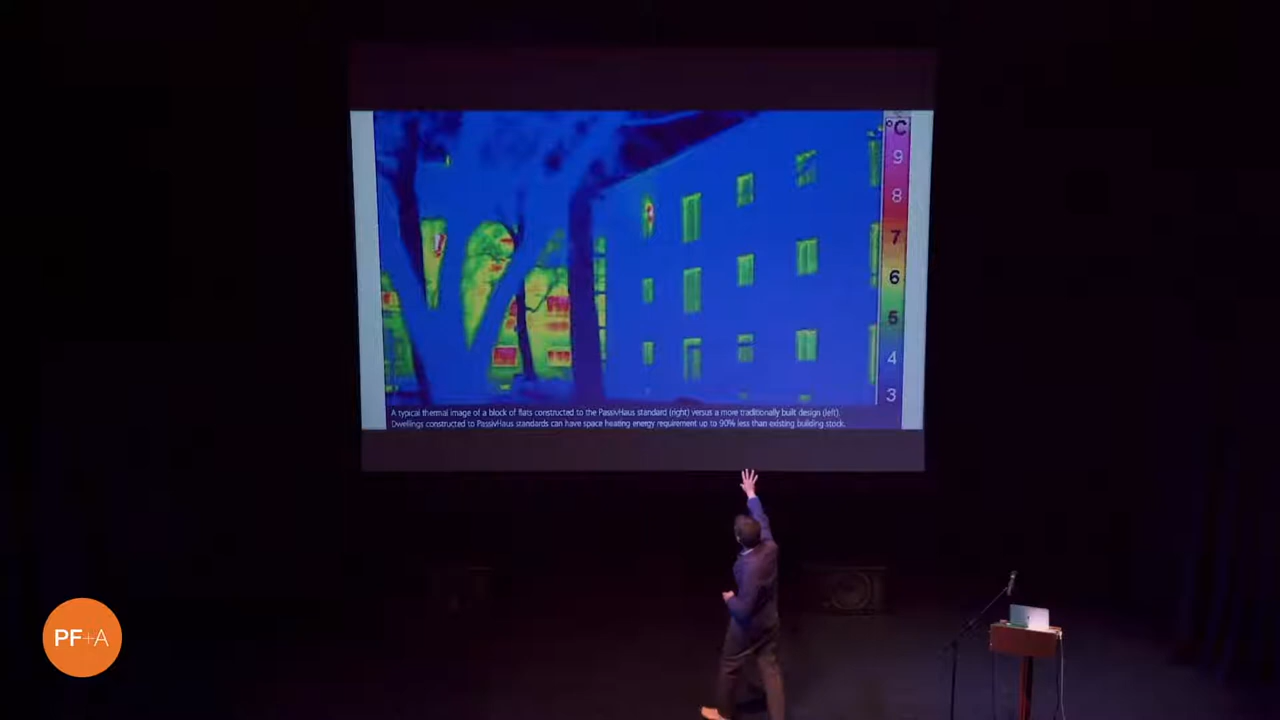 °C
9
8
7
6
5
4
3
A typical thermal image of a block of flats constructed to the PassivHaus standard (right) versus a more traditionally built design (left).
Dwellings constructed to PassivHaus standards can have space heating energy requirement up to 90% less than existing building stock.
PF+A